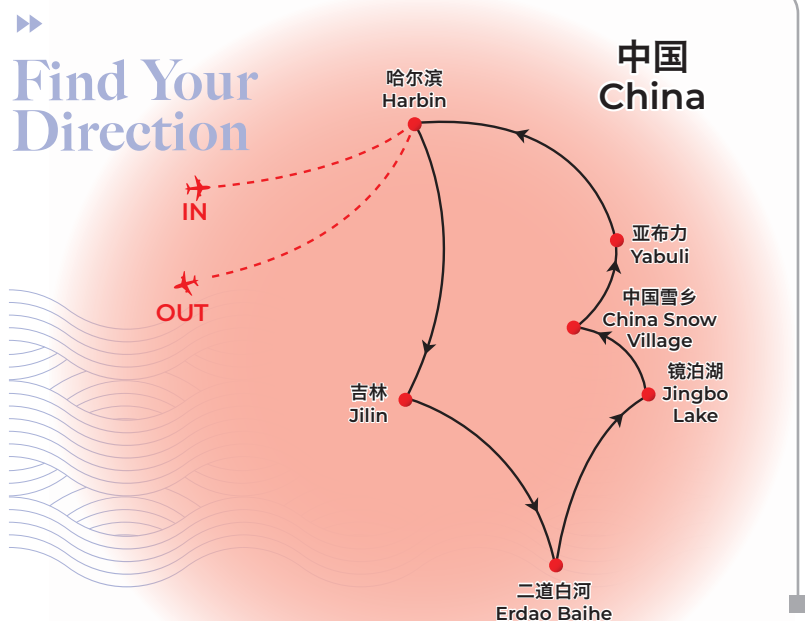 Find Your
Direction
中国
China
哈尔滨
Harbin
IN
OUT
亚布力
Yabuli
中国雪乡
China Snow
Village
镜泊湖
Jingbo
Lake
吉林
Jilin
二道白河
Erdao Baihe